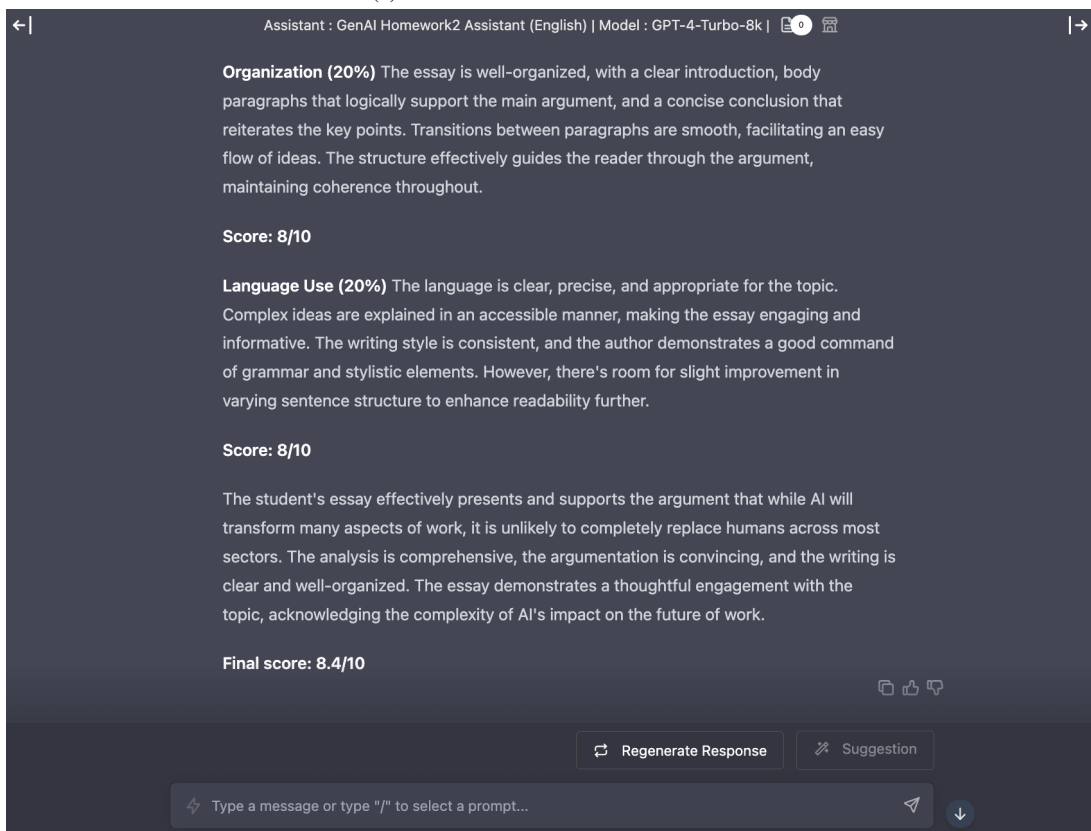 Assistant : GenAI Homework2 Assistant (English) | Model : GPT-4-Turbo-8k | 0
Organization (20%) The essay is well-organized, with a clear introduction, body
paragraphs that logically support the main argument, and a concise conclusion that
reiterates the key points. Transitions between paragraphs are smooth, facilitating an easy
flow of ideas. The structure effectively guides the reader through the argument,
maintaining coherence throughout.
Score: 8/10
Language Use (20%) The language is clear, precise, and appropriate for the topic.
Complex ideas are explained in an accessible manner, making the essay engaging and
informative. The writing style is consistent, and the author demonstrates a good command
of grammar and stylistic elements. However, there's room for slight improvement in
varying sentence structure to enhance readability further.
Score: 8/10
The student's essay effectively presents and supports the argument that while AI will
transform many aspects of work, it is unlikely to completely replace humans across most
sectors. The analysis is comprehensive, the argumentation is convincing, and the writing is
clear and well-organized. The essay demonstrates a thoughtful engagement with the
topic, acknowledging the complexity of AI's impact on the future of work.
Final score: 8.4/10
Regenerate Response
Suggestion
Type a message or type "/" to select a prompt...